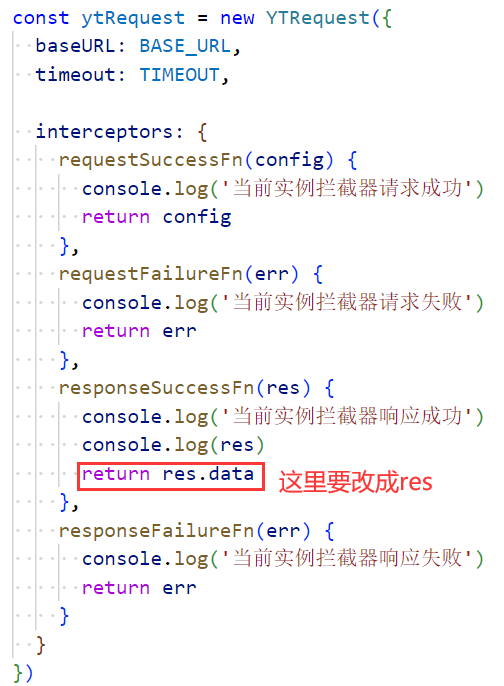 const ytRequest = new YTRequest({
baseURL: BASE_URL,
timeout: TIMEOUT,
interceptors: {
requestSuccessFn(config) {
console.log('当前实例拦截器请求成功')
return config
},
requestFailureFn(err) {
console.log('当前实例拦截器请求失败')
return err
},
responseSuccessFn(res) {
console.log('当前实例拦截器响应成功')
console.log(res)
return res.data 这里要改成res
},
responseFailureFn(err) {
console.log('当前实例拦截器响应失败')
return err
}
}
})